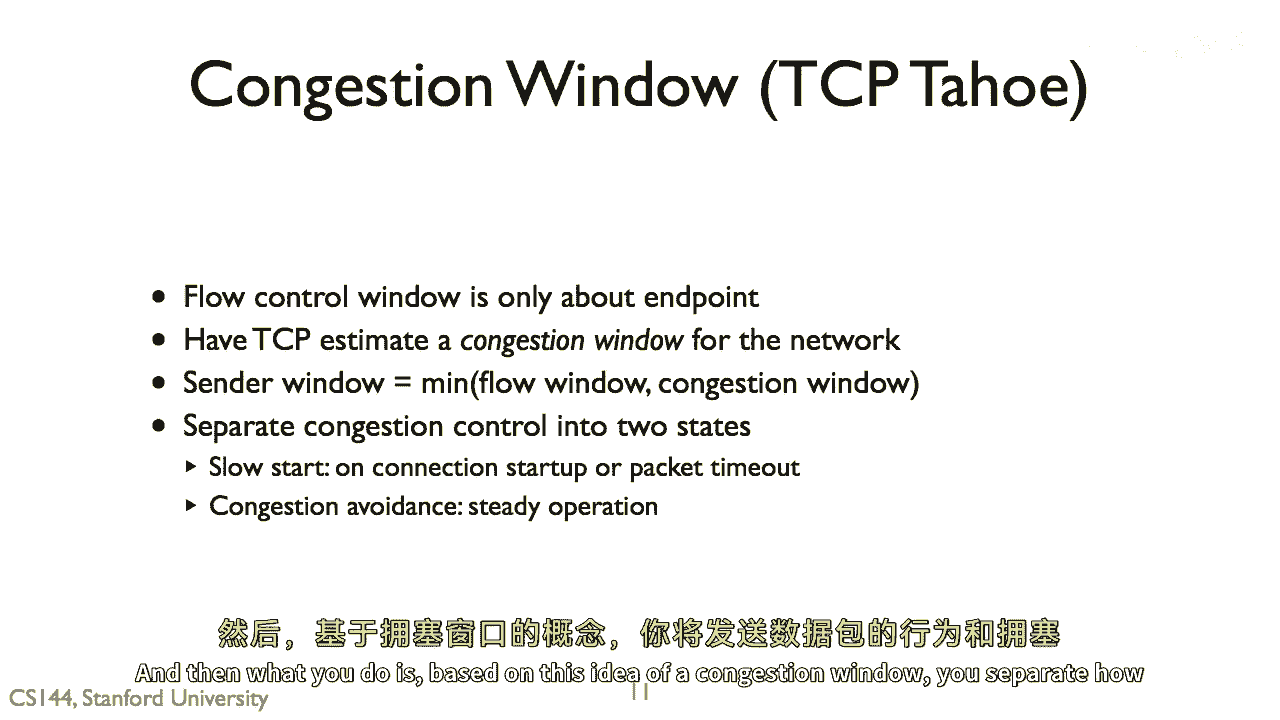 Congestion Window (TCP Tahoe)
• Flow control window is only about endpoint
• Have TCP estimate a congestion window for the network
• Sender window = min(flow window, congestion window)
• Separate congestion control into two states
▶ Slow start: on connection startup or packet timeout
▶ Congestion avoidance: steady operation
然后，基于拥塞窗口的概念，你将发送数据包的行为和拥塞
And then what you do is, based on this idea of a congestion window, you separate how
CS144, Stanford University
11